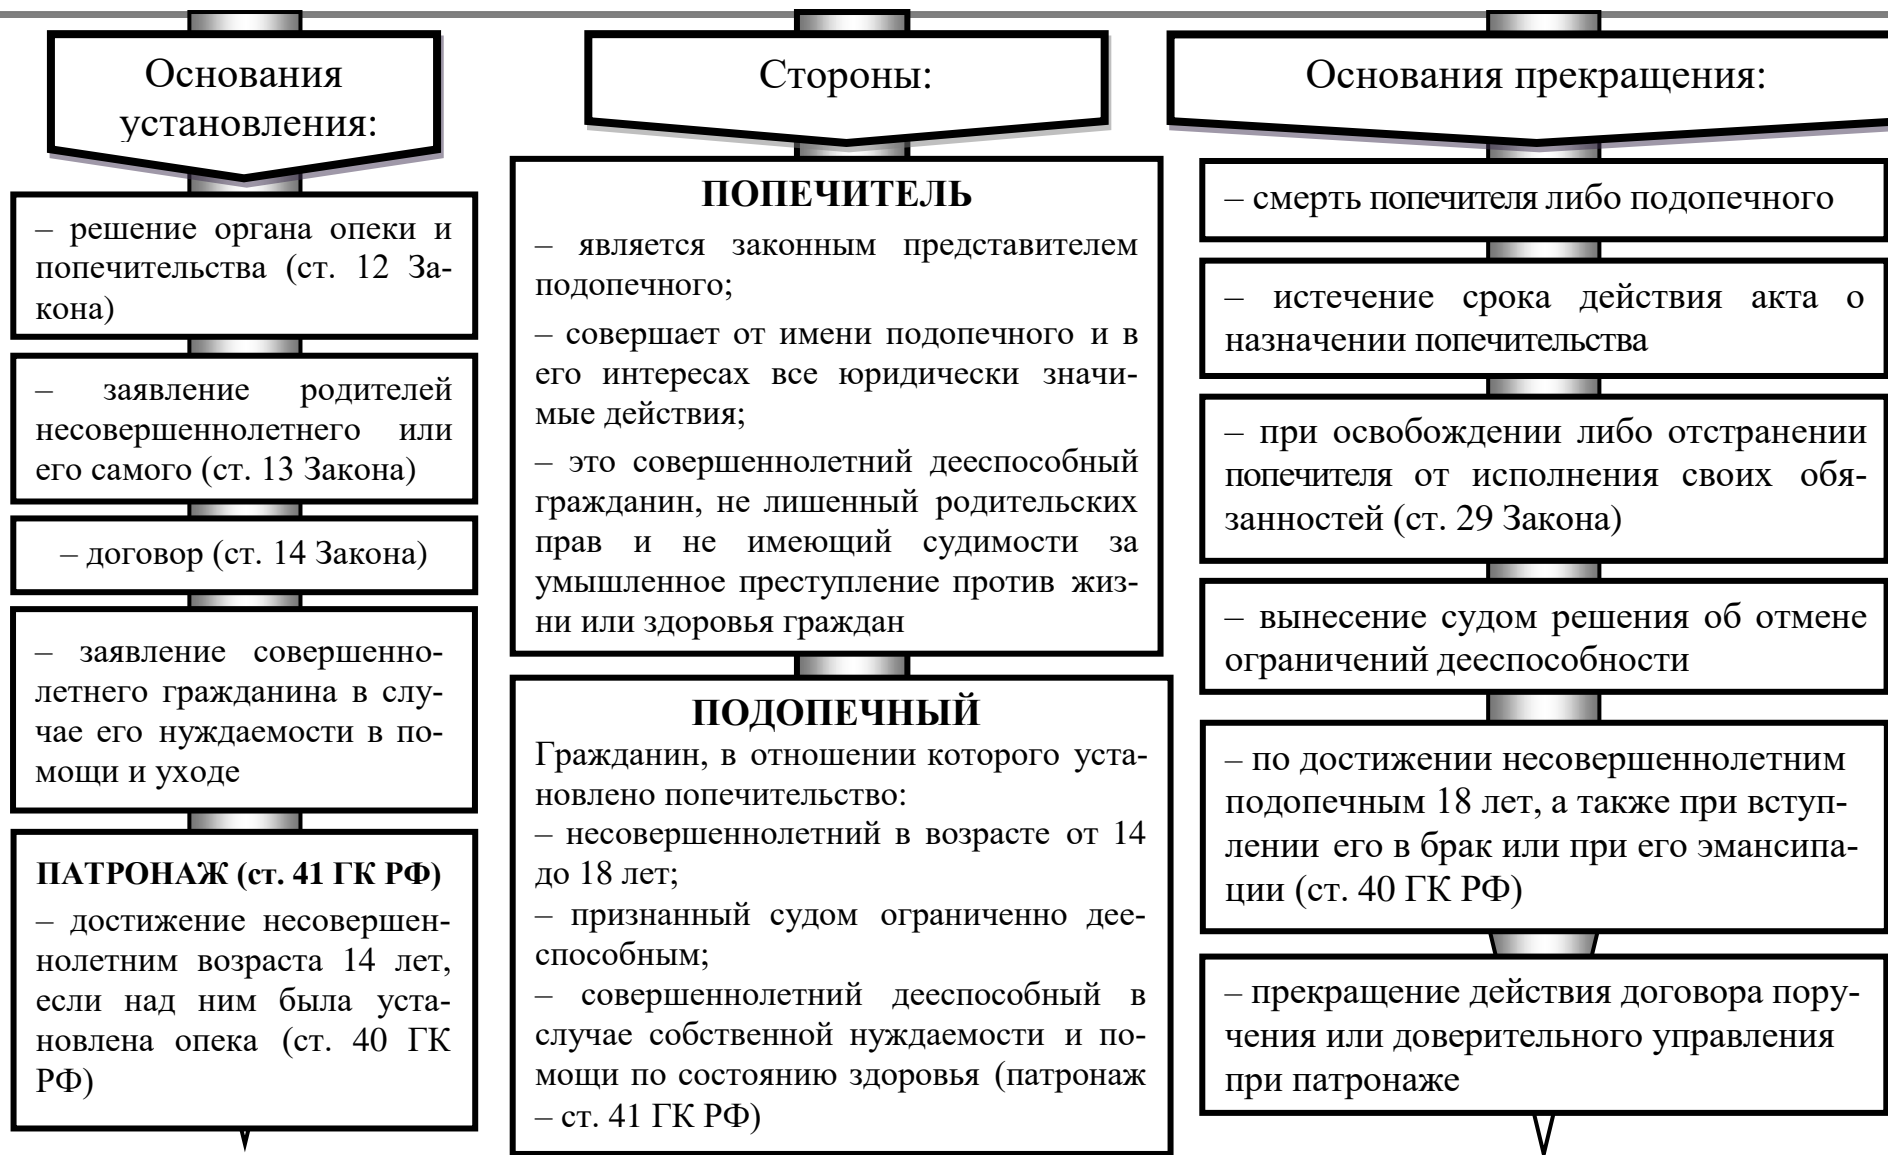 Основания
установления:
– решение органа опеки и
попечительства (ст. 12 За-
кона)
– заявление родителей
несовершеннолетнего или
его самого (ст. 13 Закона)
– договор (ст. 14 Закона)
– заявление совершенно-
летнего гражданина в слу-
чае его нуждаемости в по-
мощи и уходе
ПАТРОНАЖ (ст. 41 ГК РФ)
– достижение несовершен-
нолетним возраста 14 лет,
если над ним была уста-
новлена опека (ст. 40 ГК
РФ)
Стороны:
ПОПЕЧИТЕЛЬ
– является законным представителем
подопечного;
– совершает от имени подопечного и в
его интересах все юридически значи-
мые действия;
– это совершеннолетний дееспособный
гражданин, не лишенный родительских
прав и не имеющий судимости за
умышленное преступление против жиз-
ни или здоровья граждан
ПОДОПЕЧНЫЙ
Гражданин, в отношении которого уста-
новлено попечительство:
– несовершеннолетний в возрасте от 14
до 18 лет;
– признанный судом ограниченно дее-
способным;
– совершеннолетний дееспособный в
случае собственной нуждаемости и по-
мощи по состоянию здоровья (патронаж
– ст. 41 ГК РФ)
Основания прекращения:
– смерть попечителя либо подопечного
– истечение срока действия акта о
назначении попечительства
– при освобождении либо отстранении
попечителя от исполнения своих обя-
занностей (ст. 29 Закона)
– вынесение судом решения об отмене
ограничений дееспособности
– по достижении несовершеннолетним
подопечным 18 лет, а также при вступ-
лении его в брак или при его эмансипа-
ции (ст. 40 ГК РФ)
– прекращение действия договора пору-
чения или доверительного управления
при патронаже